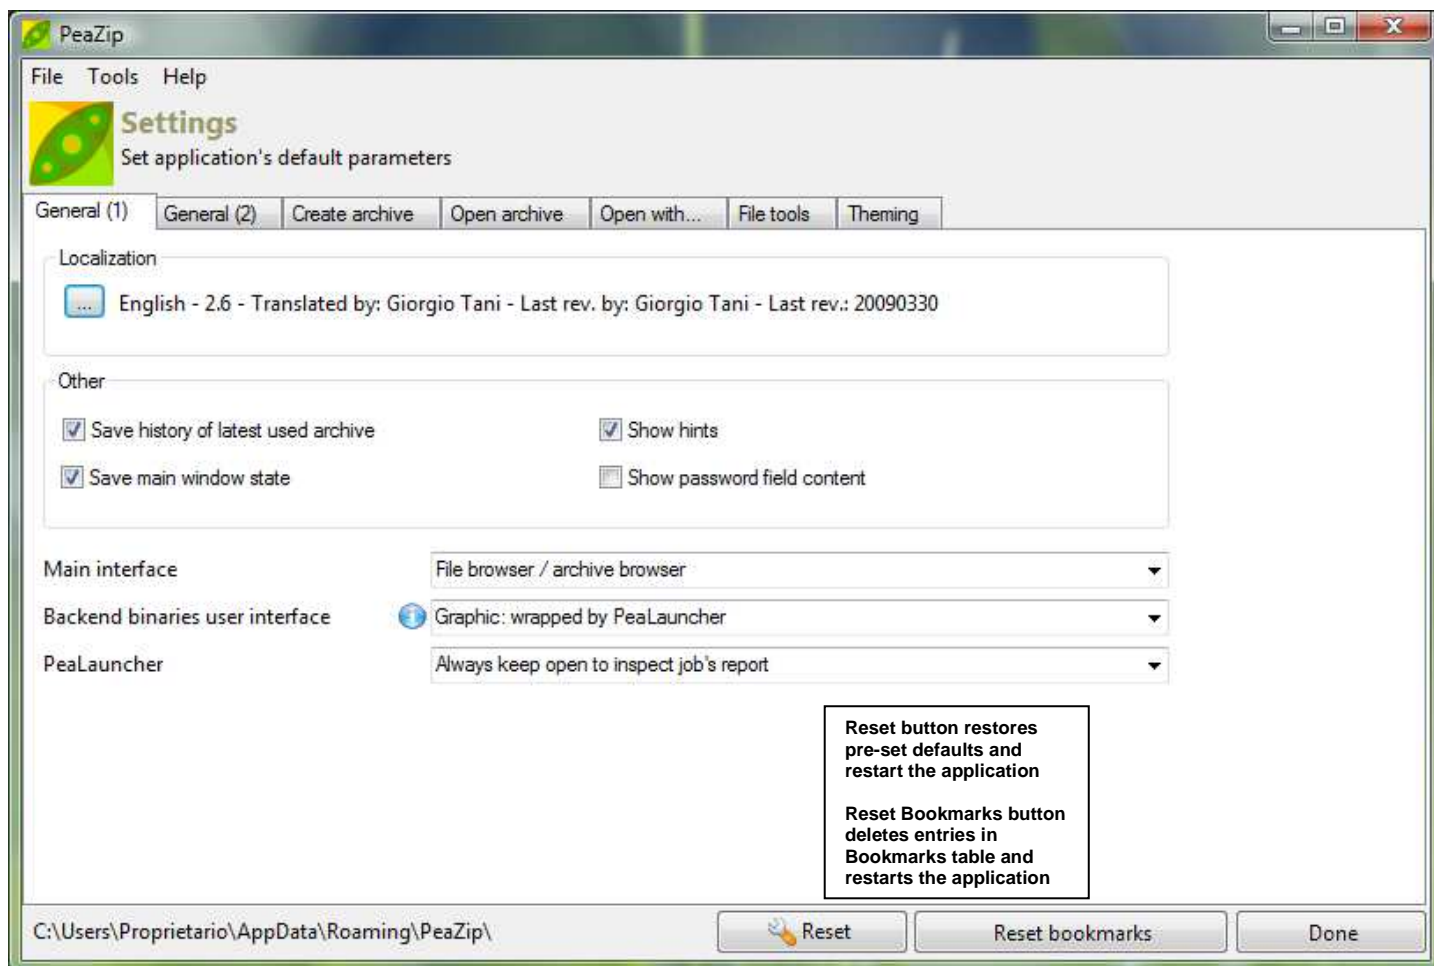 PeaZip
File Tools Help
Settings
Set application's default parameters
General (1) General (2) Create archive Open archive Open with... File tools Theming
Localization
... English - 2.6 - Translated by: Giorgio Tani - Last rev. by: Giorgio Tani - Last rev.: 20090330
Other
Save history of latest used archive Show hints
Save main window state Show password field content
Main interface File browser / archive browser
Backend binaries user interface Graphic: wrapped by PeaLauncher
PeaLauncher Always keep open to inspect job's report
Reset button restores
pre-set defaults and
restart the application
Reset Bookmarks button
deletes entries in
Bookmarks table and
restarts the application
C:\Users\Proprietario\AppData\Roaming\PeaZip\ Reset Reset bookmarks Done